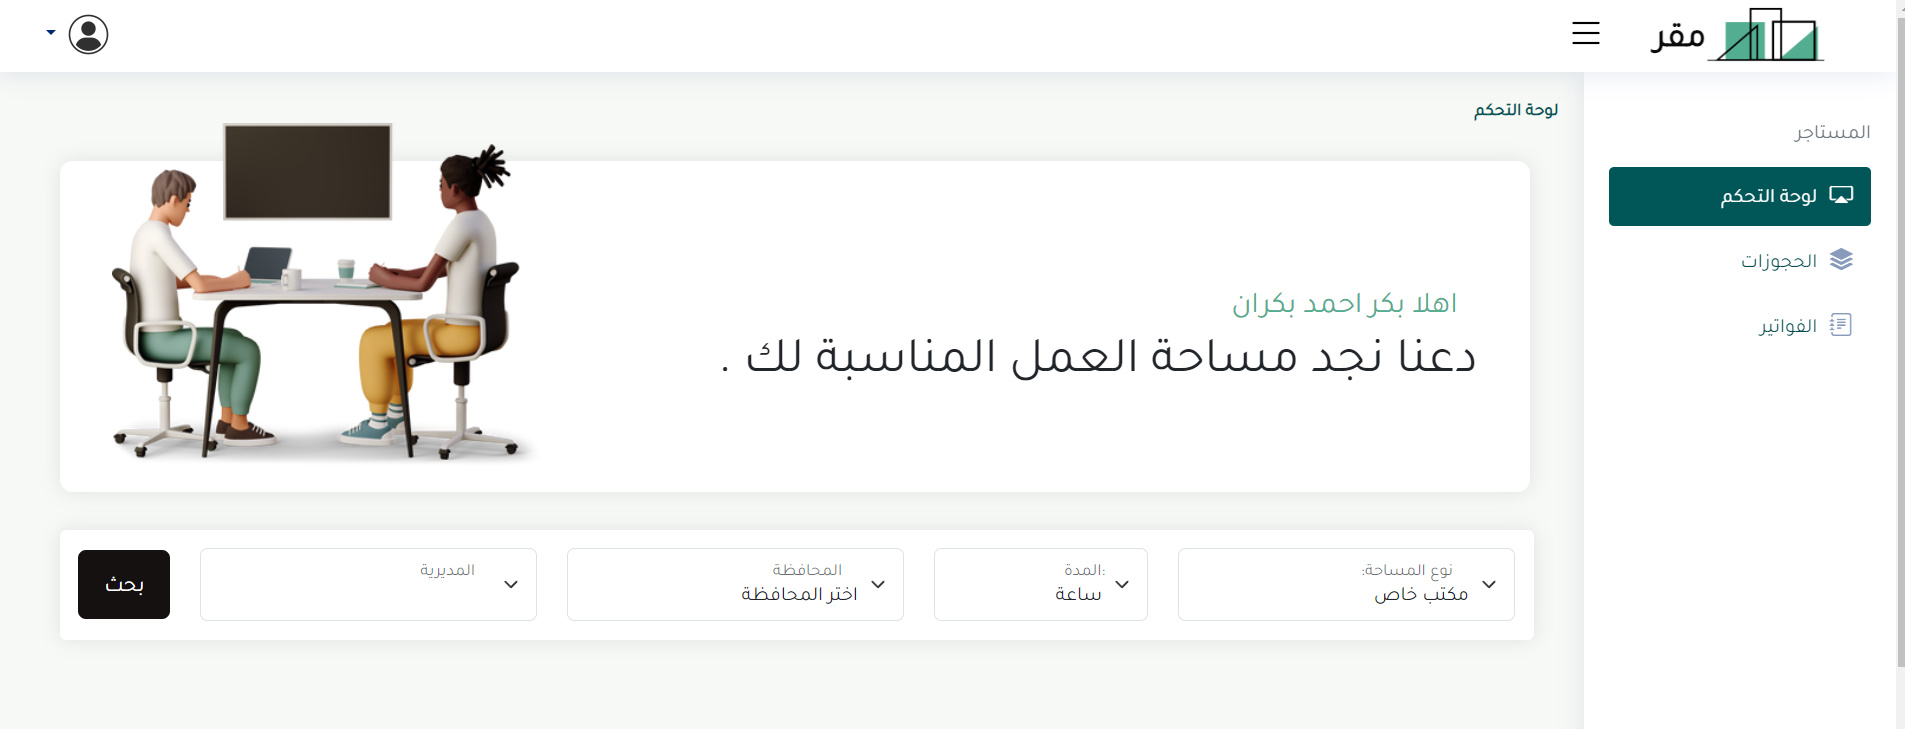 مقر
المستاجر
لوحة التحكم
الحجوزات
الفواتير
لوحة التحكم
اهلا بكر احمد بكران
دعنا نجد مساحة العمل المناسبة لك .
نوع المساحة:
مكتب خاص
المدة:
ساعة
المحافظة
اختر المحافظة
المديرية
بحث